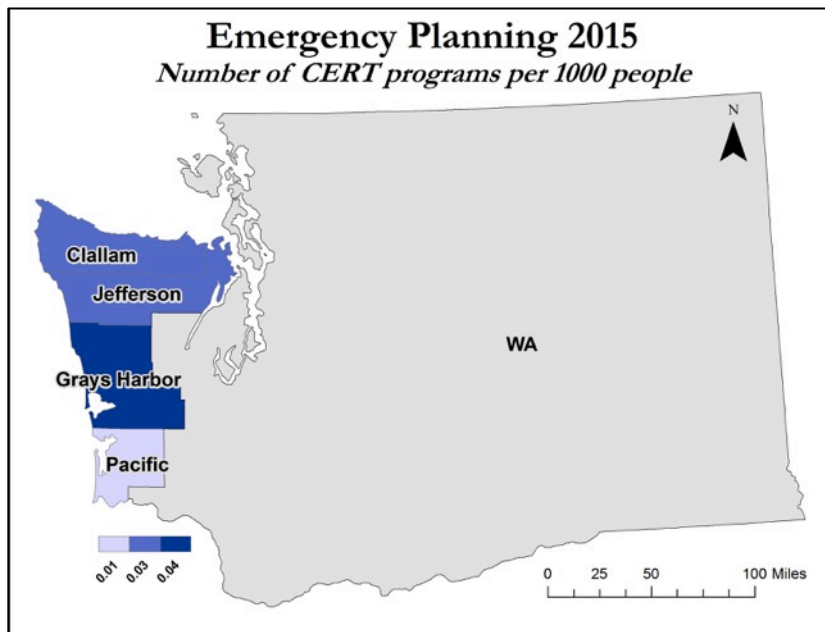 Emergency Planning 2015
Number of CERT programs per 1000 people
N
Clallam
Jefferson
WA
Grays Harbor
Pacific
0.01 0.03 0.04
0 25 50 100 Miles